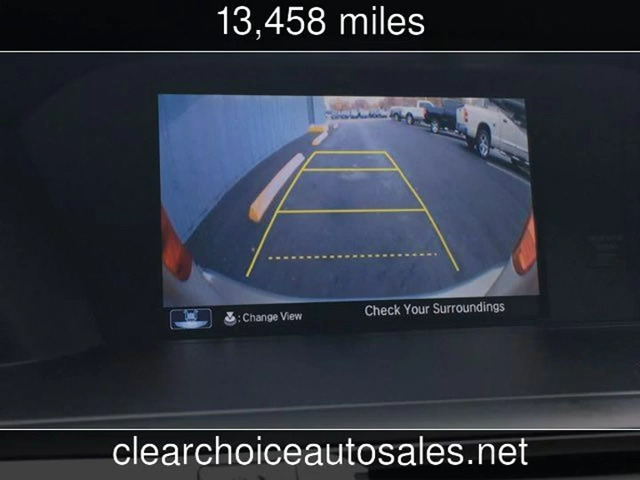 13,458 miles
: Change View
Check Your Surroundings
clearchoiceautosales.net